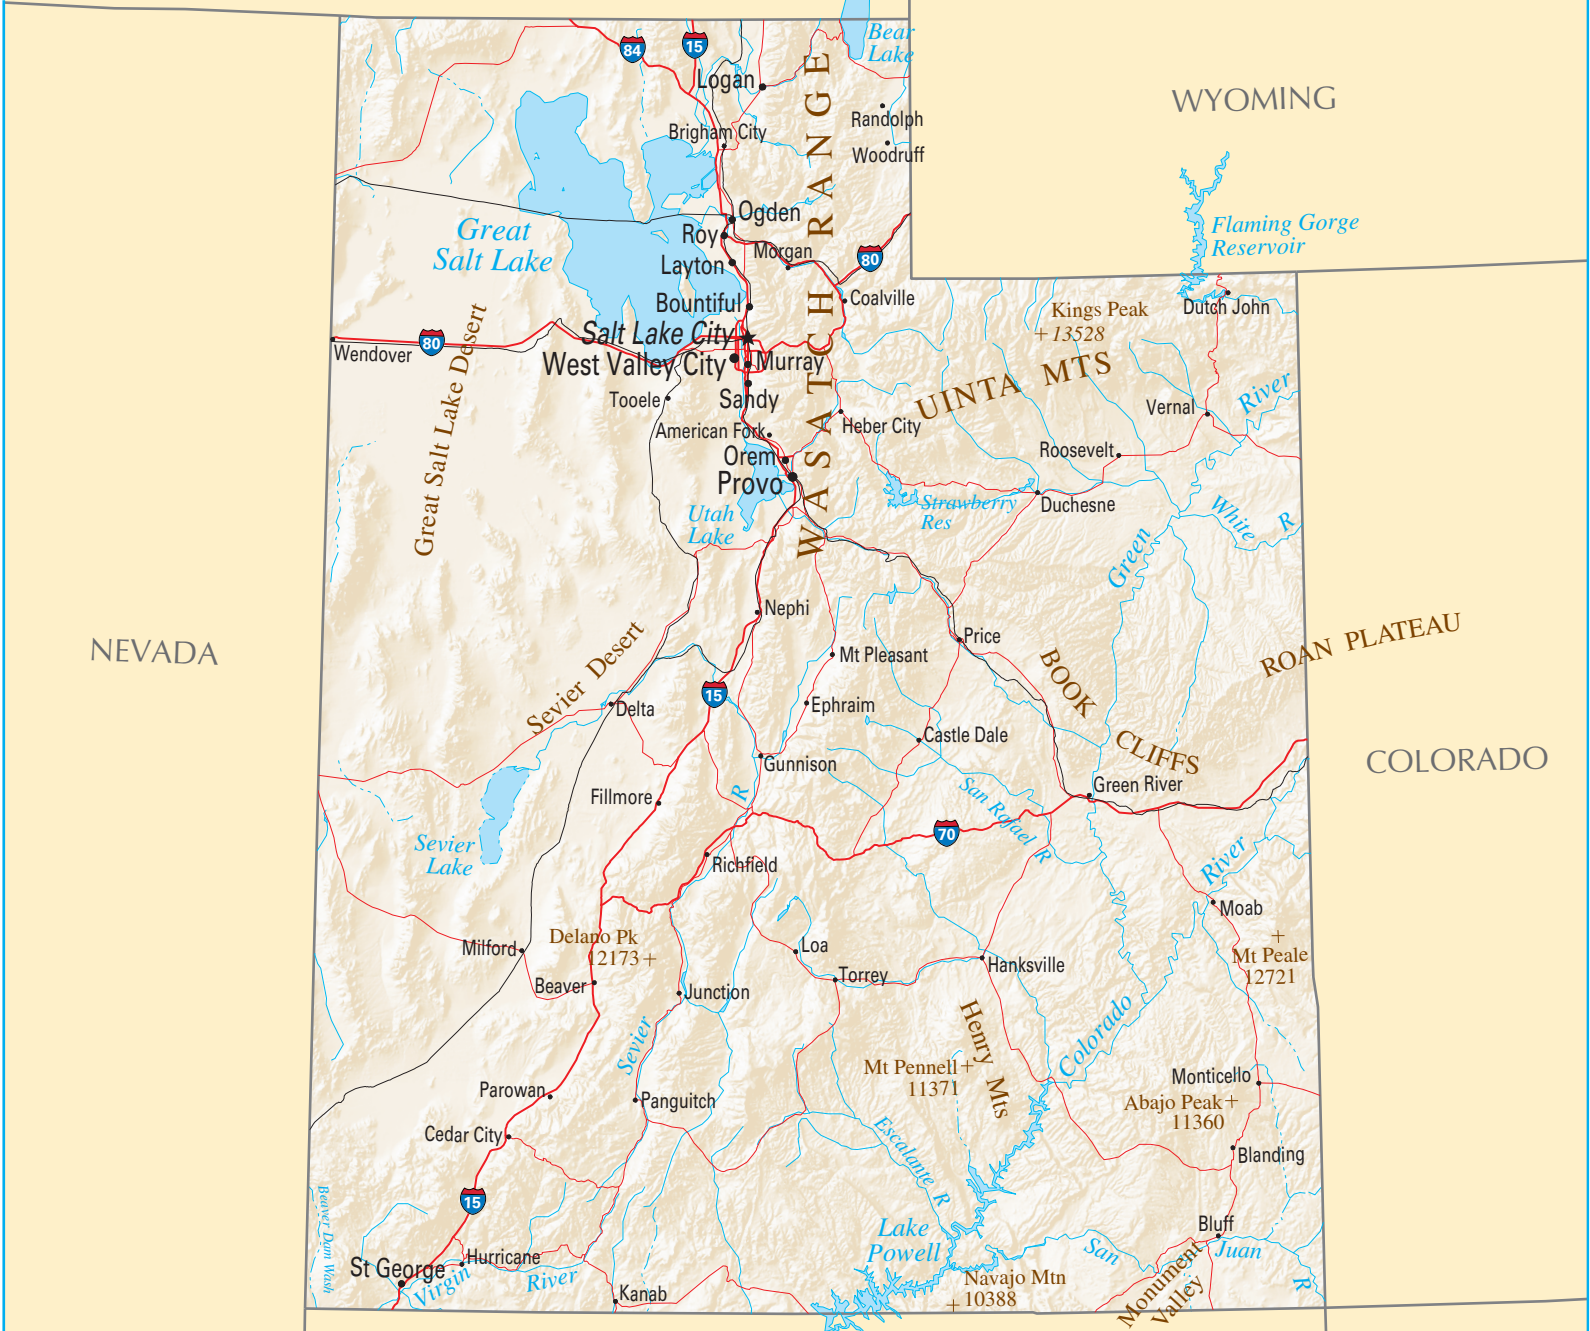 84
15
Bear
Lake
Logan
WYOMING
Randolph
Brigham City
Woodruff
WASATCH RANGE
Ogden
Great
Salt Lake
Roy
Morgan
Flaming Gorge
Reservoir
80
Layton
Bountiful
Coalville
Kings Peak
13528
Dutch John
Salt Lake City
80
Wendover
West Valley City
Murray
UINTA MTS
Tooele
Sandy
Great Salt Lake Desert
American Fork
Heber City
Vernal
River
Orem
Provo
Roosevelt
Utah
Lake
Strawberry
Res
Duchesne
White
R
Green
Nephi
NEVADA
Sevier Desert
Price
Mt Pleasant
BOOK
CLIFFS
ROAN PLATEAU
15
Delta
Ephraim
Castle Dale
COLORADO
Gunnison
Fillmore
R
San Rafael R
Green River
70
Sevier
Lake
Richfield
River
Moab
Milford
Delano Pk
12173
Loa
Mt Peale
12721
Beaver
Junction
Torrey
Hanksville
Sevier
Henry Mts
Colorado
Mt Pennell
11371
Monticello
Parowan
Panguitch
Abajo Peak
11360
Cedar City
Escalante R
Blanding
15
Beaver Dam Wash
Lake
Powell
San
Bluff
Juan
R
St George
Hurricane
Virgin
River
Kanab
Navajo Mtn
10388
Monument
Valley